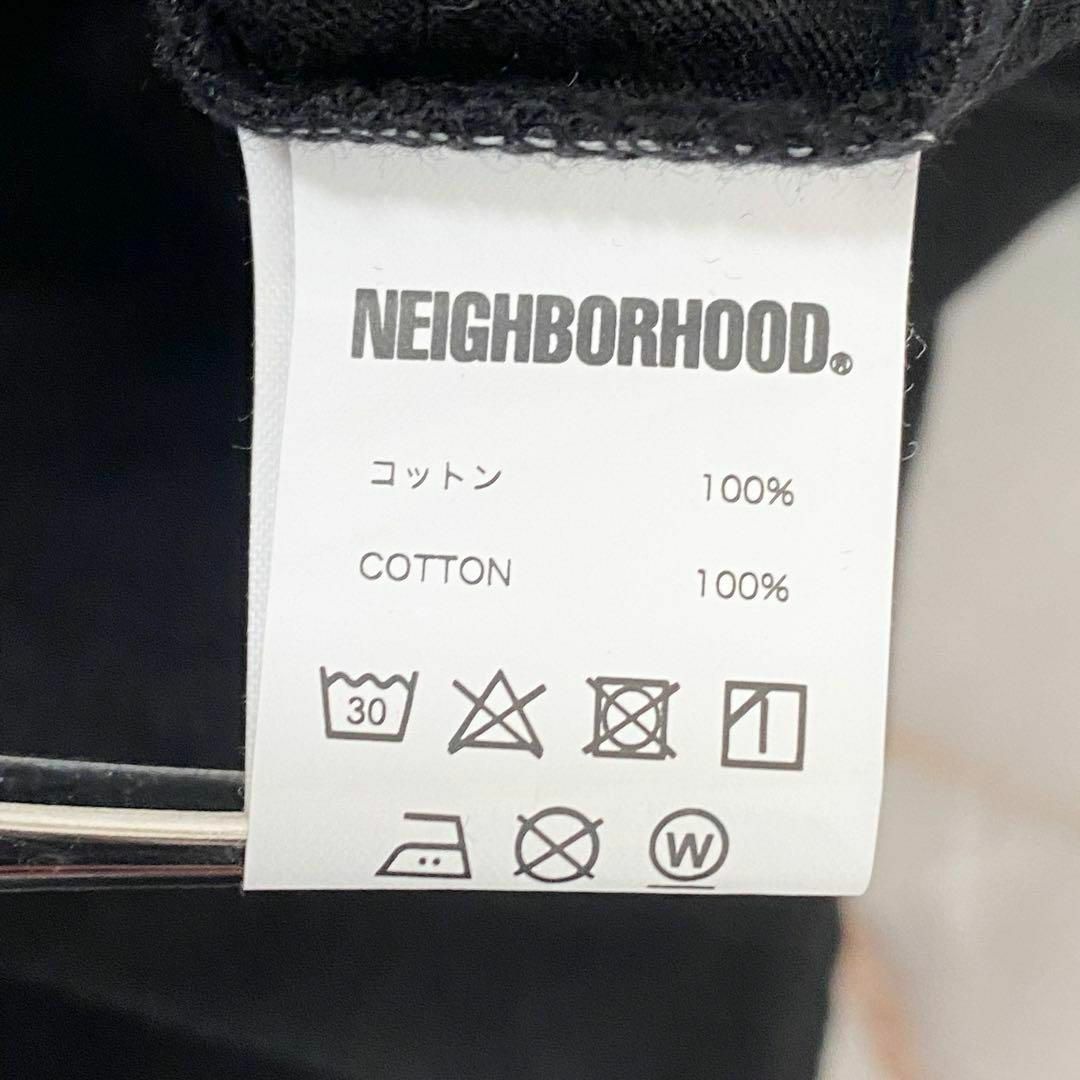 NEIGHBORHOOD®
コットン 100%
COTTON 100%
30
W